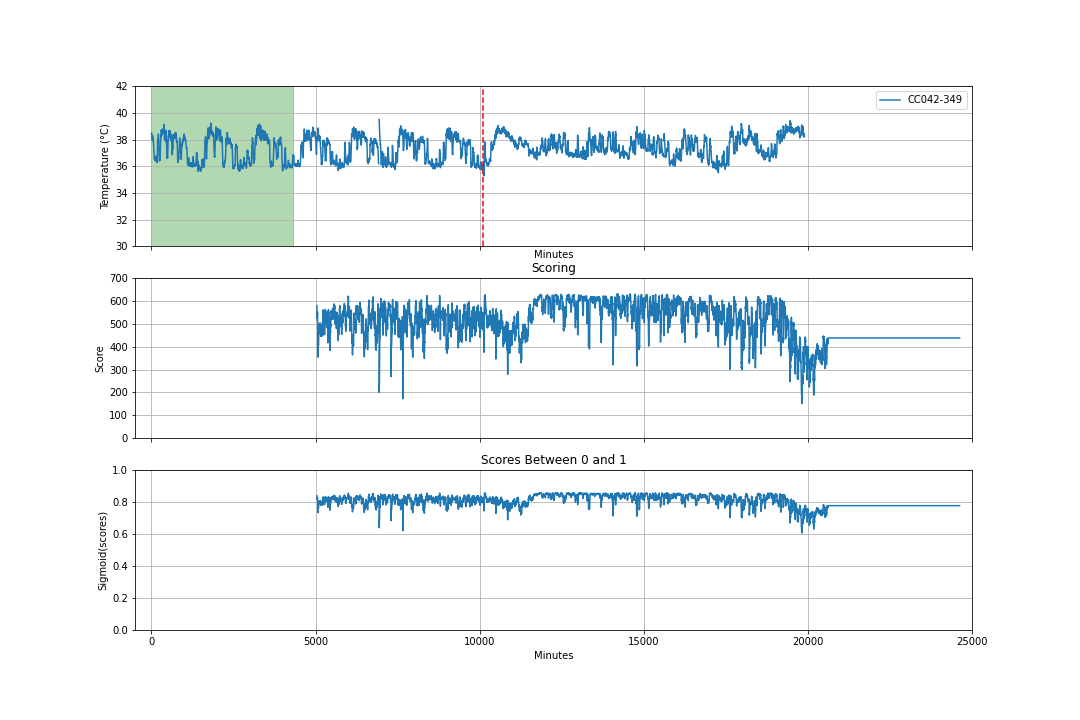 42
40
38
36
34
32
30
Temperature (°C)
CC042-349
Minutes
Scoring
700
600
500
400
300
200
100
0
Score
Scores Between 0 and 1
1.0
0.8
0.6
0.4
0.2
0.0
Sigmoid(scores)
0 5000 10000 15000 20000 25000
Minutes